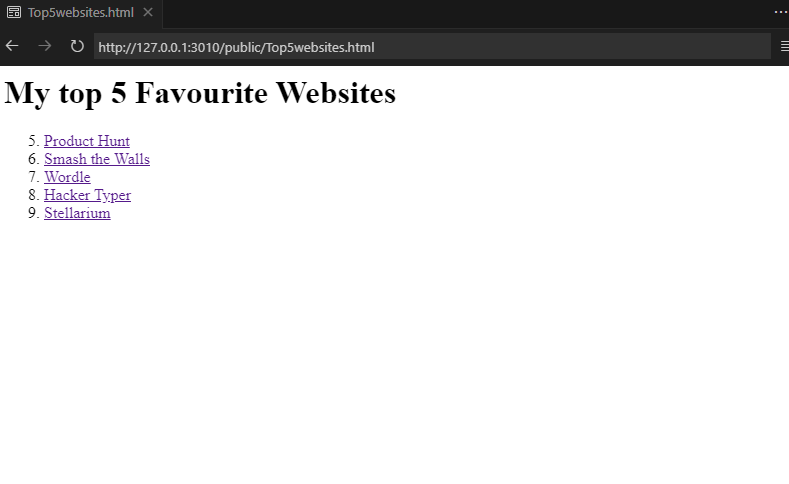 Top5websites.html
http://127.0.0.1:3010/public/Top5websites.html
My top 5 Favourite Websites
5. Product Hunt
6. Smash the Walls
7. Wordle
8. Hacker Typer
9. Stellarium